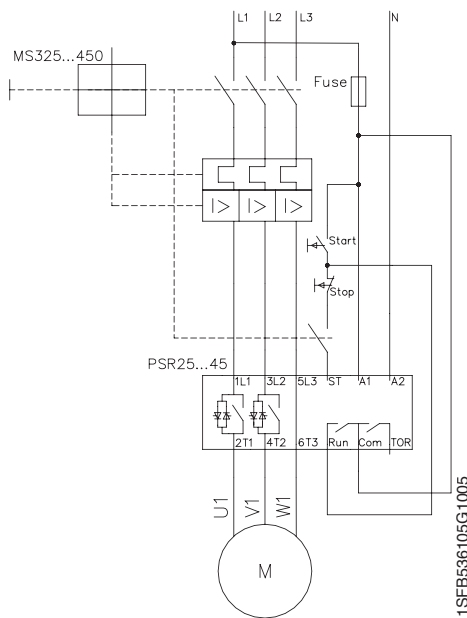 L1 L2 L3 N
MS325...450
Fuse
I> I> I>
Start
Stop
PSR25...45
1L1 3L2 5L3 ST A1 A2
2T1 4T2 6T3 Run Com TOR
U1 V1 W1
M
1SFB536105G1005